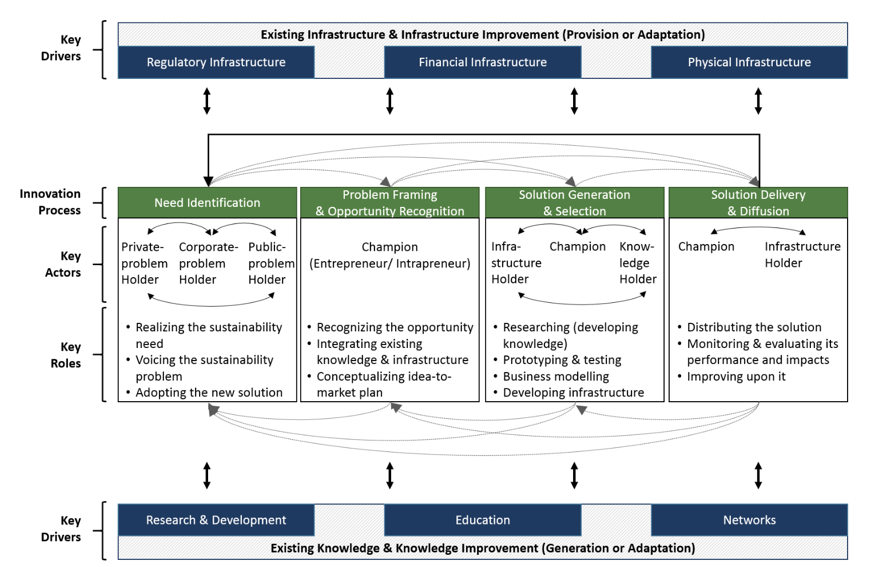 Key
Drivers
Existing Infrastructure & Infrastructure Improvement (Provision or Adaptation)
Regulatory Infrastructure
Financial Infrastructure
Physical Infrastructure
Innovation
Process
Need Identification
Problem Framing
& Opportunity Recognition
Solution Generation
& Selection
Solution Delivery
& Diffusion
Key
Actors
Private-
problem
Holder
Corporate-
problem
Holder
Public-
problem
Holder
Champion
(Entrepreneur/ Intrapreneur)
Infra-
structure
Holder
Champion
Know-
ledge
Holder
Champion
Infrastructure
Holder
Key
Roles
• Realizing the sustainability
need
• Voicing the sustainability
problem
• Adopting the new solution
• Recognizing the opportunity
• Integrating existing
knowledge & infrastructure
• Conceptualizing idea-to-
market plan
• Researching (developing
knowledge)
• Prototyping & testing
• Business modelling
• Developing infrastructure
• Distributing the solution
• Monitoring & evaluating its
performance and impacts
• Improving upon it
Key
Drivers
Research & Development
Education
Networks
Existing Knowledge & Knowledge Improvement (Generation or Adaptation)